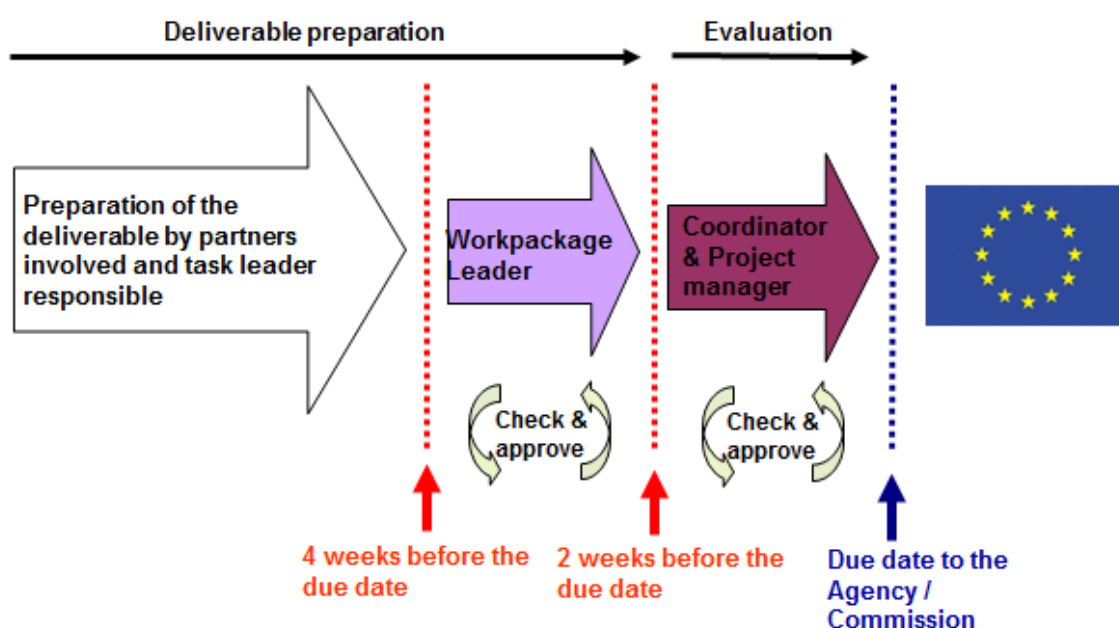 Deliverable preparation
Evaluation
Preparation of the
deliverable by partners
involved and task leader
responsible
Workpackage
Leader
Coordinator
& Project
manager
Check &
approve
Check &
approve
4 weeks before the
due date
2 weeks before the
due date
Due date to the
Agency /
Commission